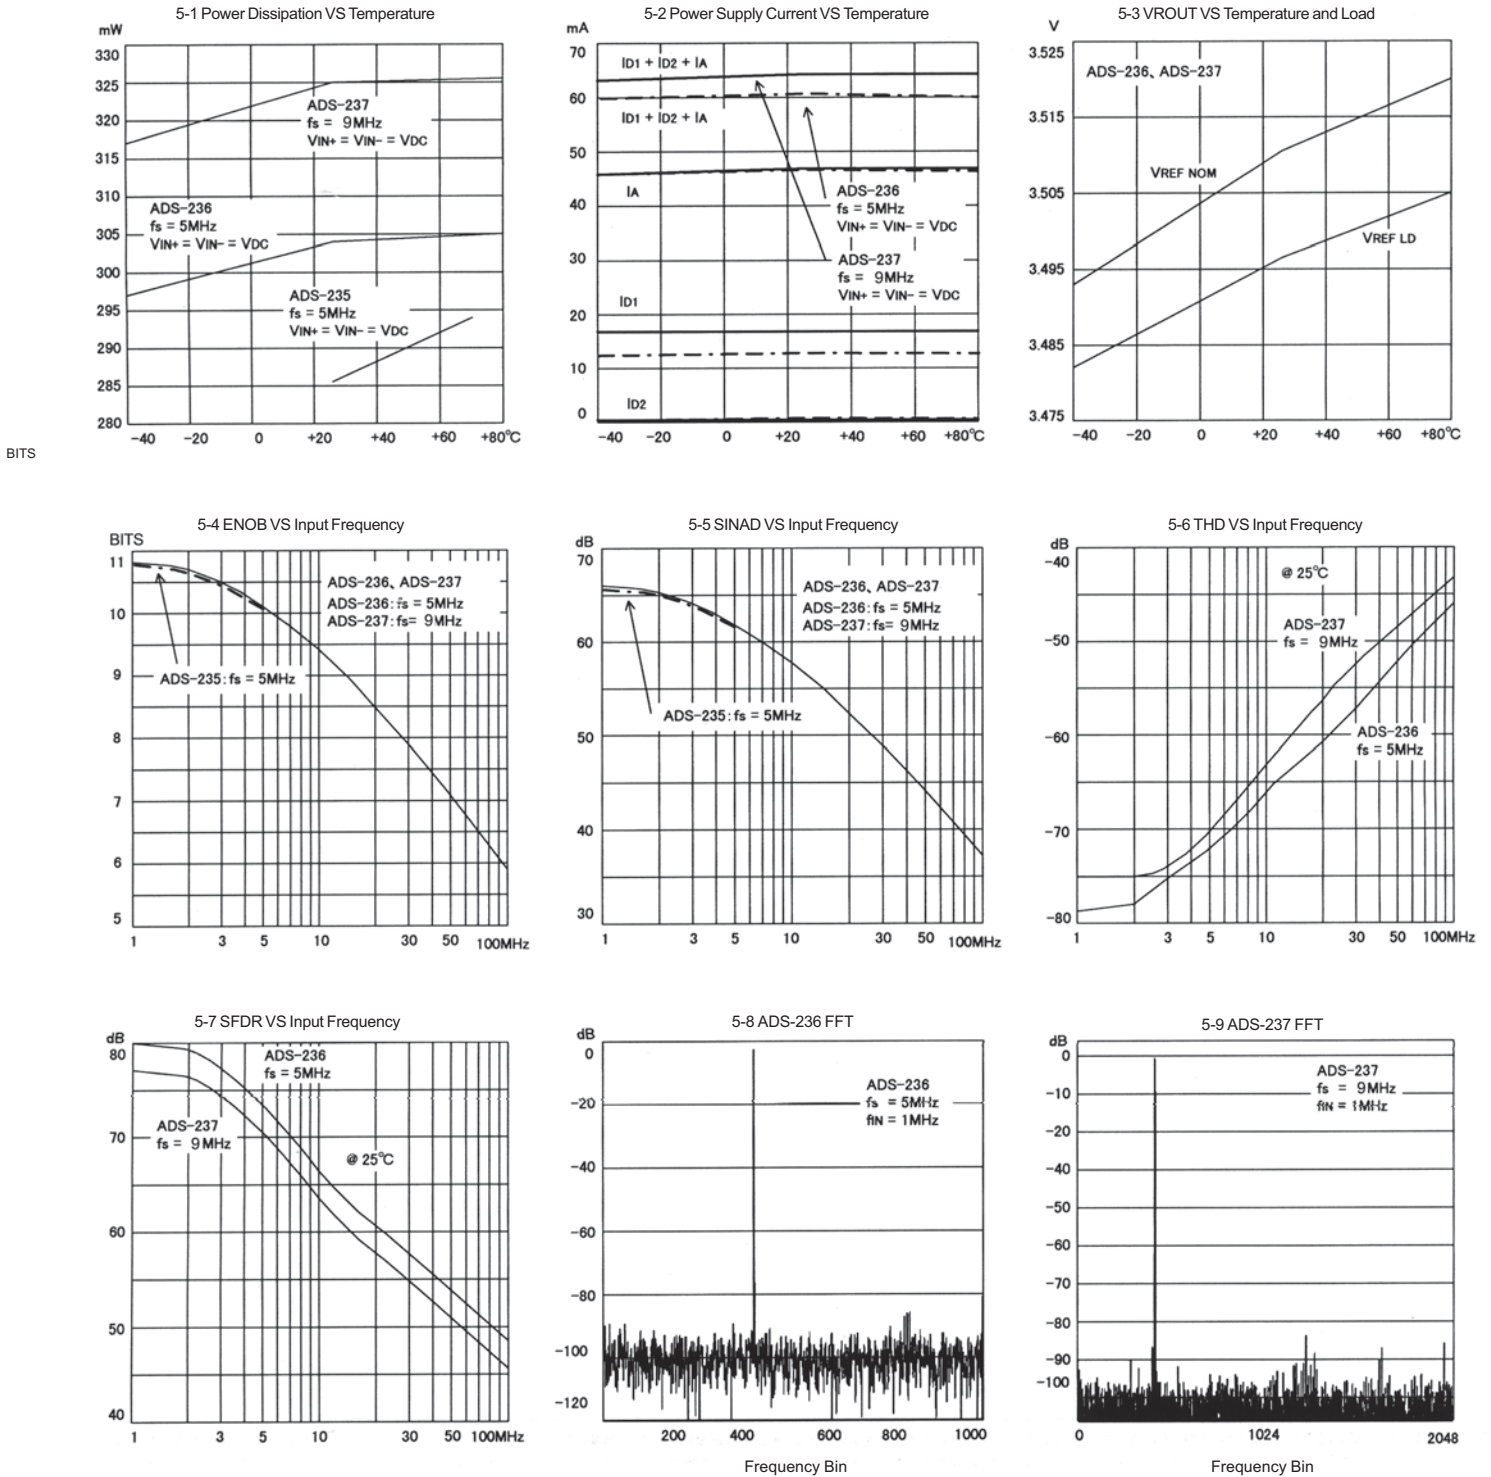 5-1 Power Dissipation VS Temperature
mW
330
325
320
315
310
305
300
295
290
285
280
ADS-237
fs = 9MHz
VIN+ = VIN- = VDC
ADS-236
fs = 5MHz
VIN+ = VIN- = VDC
ADS-235
fs = 5MHz
VIN+ = VIN- = VDC
-40 -20 0 +20 +40 +60 +80°C
5-2 Power Supply Current VS Temperature
mA
70
60
50
40
30
20
10
0
ID1 + ID2 + IA
ID1 + ID2 + IA
IA
ADS-236
fs = 5MHz
VIN+ = VIN- = VDC
ADS-237
fs = 9MHz
VIN+ = VIN- = VDC
ID1
ID2
-40 -20 0 +20 +40 +60 +80°C
5-3 VROUT VS Temperature and Load
V
3.525
3.515
3.505
3.495
3.485
3.475
ADS-236、ADS-237
VREF NOM
VREF LD
-40 -20 0 +20 +40 +60 +80°C
BITS
5-4 ENOB VS Input Frequency
BITS
11
10
9
8
7
6
5
ADS-236、ADS-237
ADS-236: fs = 5MHz
ADS-237: fs= 9MHz
ADS-235: fs = 5MHz
1 3 5 10 30 50 100MHz
5-5 SINAD VS Input Frequency
dB
70
60
50
40
30
ADS-236、ADS-237
ADS-236: fs = 5MHz
ADS-237: fs= 9MHz
ADS-235: fs = 5MHz
1 3 5 10 30 50 100MHz
5-6 THD VS Input Frequency
dB
-40
-50
-60
-70
-80
@ 25°C
ADS-237
fs = 9MHz
ADS-236
fs = 5MHz
1 3 5 10 30 50 100MHz
5-7 SFDR VS Input Frequency
dB
80
70
60
50
40
ADS-236
fs = 5MHz
ADS-237
fs = 9MHz
@ 25°C
1 3 5 10 30 50 100MHz
5-8 ADS-236 FFT
dB
0
-20
-40
-60
-80
-100
-120
ADS-236
fs = 5MHz
fIN = 1MHz
200 400 600 800 1000
Frequency Bin
5-9 ADS-237 FFT
dB
0
-10
-20
-30
-40
-50
-60
-70
-80
-90
-100
ADS-237
fs = 9MHz
fIN = 1MHz
0 1024 2048
Frequency Bin